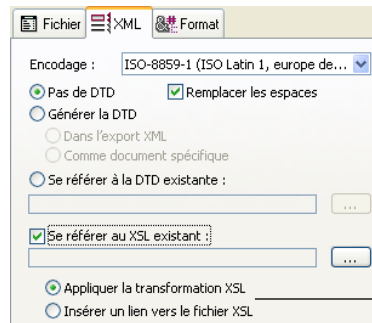 Fichier XML Format
Encodage : ISO-8859-1 (ISO Latin 1, europe de...
Pas de DTD Remplacer les espaces
Générer la DTD
Dans l'export XML
Comme document spécifique
Se référer à la DTD existante :
...
Se référer au XSL existant :
...
Appliquer la transformation XSL
Insérer un lien vers le fichier XSL